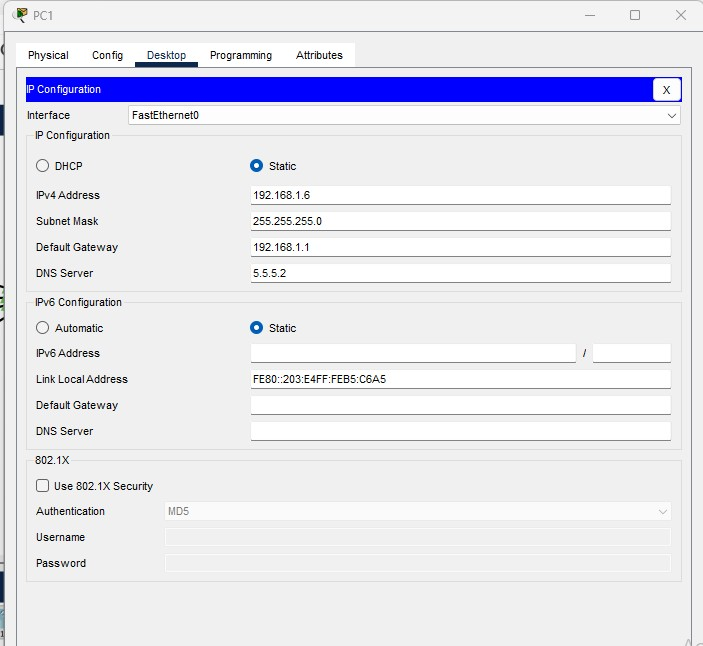 PC1
Physical Config Desktop Programming Attributes
IP Configuration X
Interface FastEthernet0
IP Configuration
DHCP Static
IPv4 Address 192.168.1.6
Subnet Mask 255.255.255.0
Default Gateway 192.168.1.1
DNS Server 5.5.5.2
IPv6 Configuration
Automatic Static
IPv6 Address /
Link Local Address FE80::203:E4FF:FEB5:C6A5
Default Gateway
DNS Server
802.1X
Use 802.1X Security
Authentication MD5
Username
Password